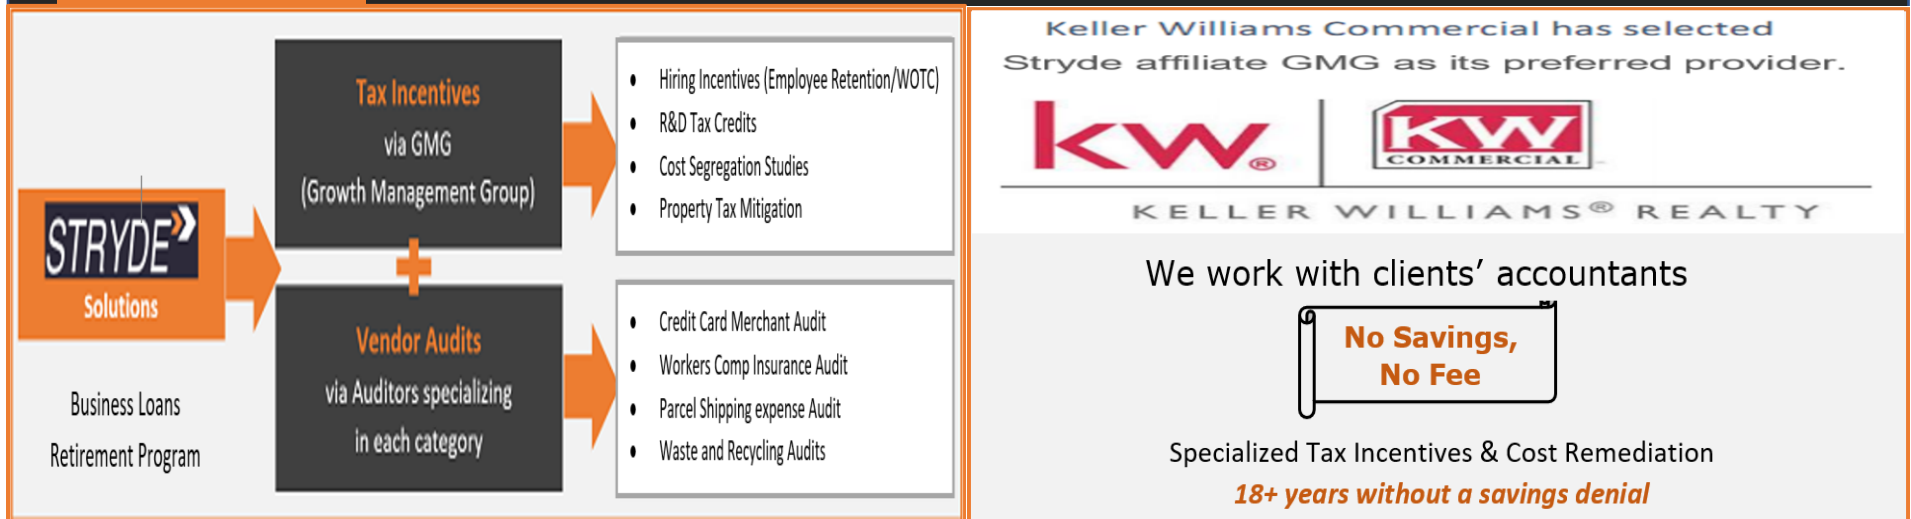 STRYDE
Solutions
Business Loans
Retirement Program
Tax Incentives
via GMG
(Growth Management Group)
Vendor Audits
via Auditors specializing
in each category
• Hiring Incentives (Employee Retention/WOTC)
• R&D Tax Credits
• Cost Segregation Studies
• Property Tax Mitigation
• Credit Card Merchant Audit
• Workers Comp Insurance Audit
• Parcel Shipping expense Audit
• Waste and Recycling Audits
Keller Williams Commercial has selected
Stryde affiliate GMG as its preferred provider.
kw®
KW
COMMERCIAL
KELLER WILLIAMS® REALTY
We work with clients’ accountants
No Savings,
No Fee
Specialized Tax Incentives & Cost Remediation
18+ years without a savings denial